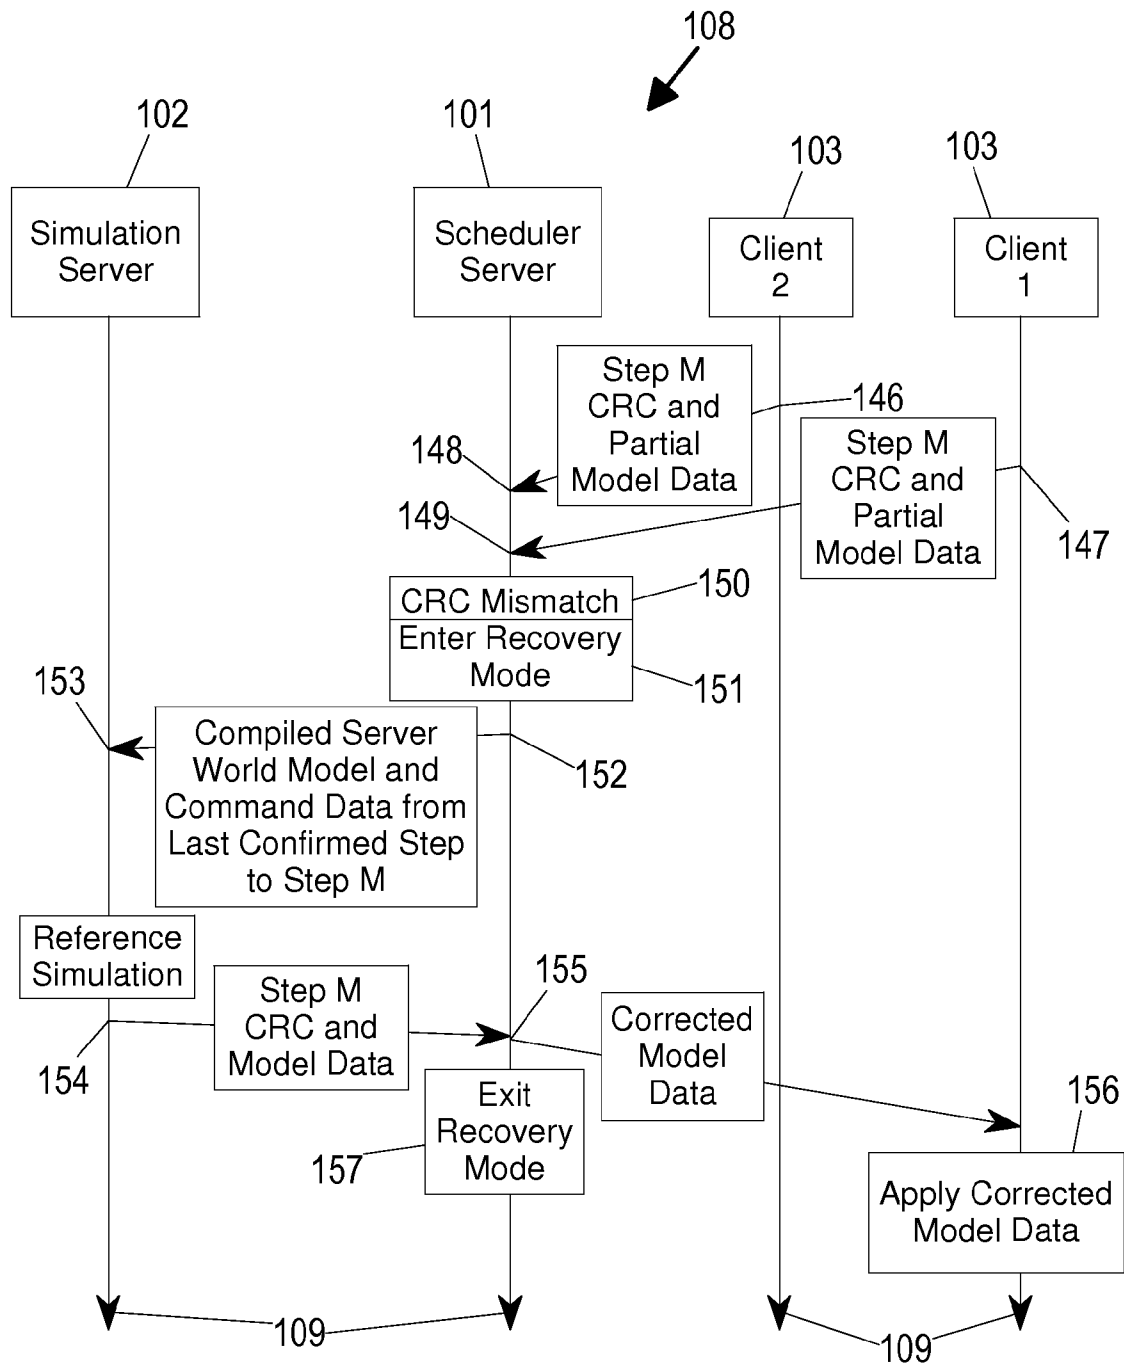 108
102
101
103
103
Simulation
Server
Scheduler
Server
Client
2
Client
1
Step M
CRC and
Partial
Model Data
146
Step M
CRC and
Partial
Model Data
148
149
147
CRC Mismatch
150
Enter Recovery
Mode
151
153
Compiled Server
World Model and
Command Data from
Last Confirmed Step
to Step M
152
Reference
Simulation
Step M
CRC and
Model Data
155
Corrected
Model
Data
154
Exit
Recovery
Mode
156
157
Apply Corrected
Model Data
109
109